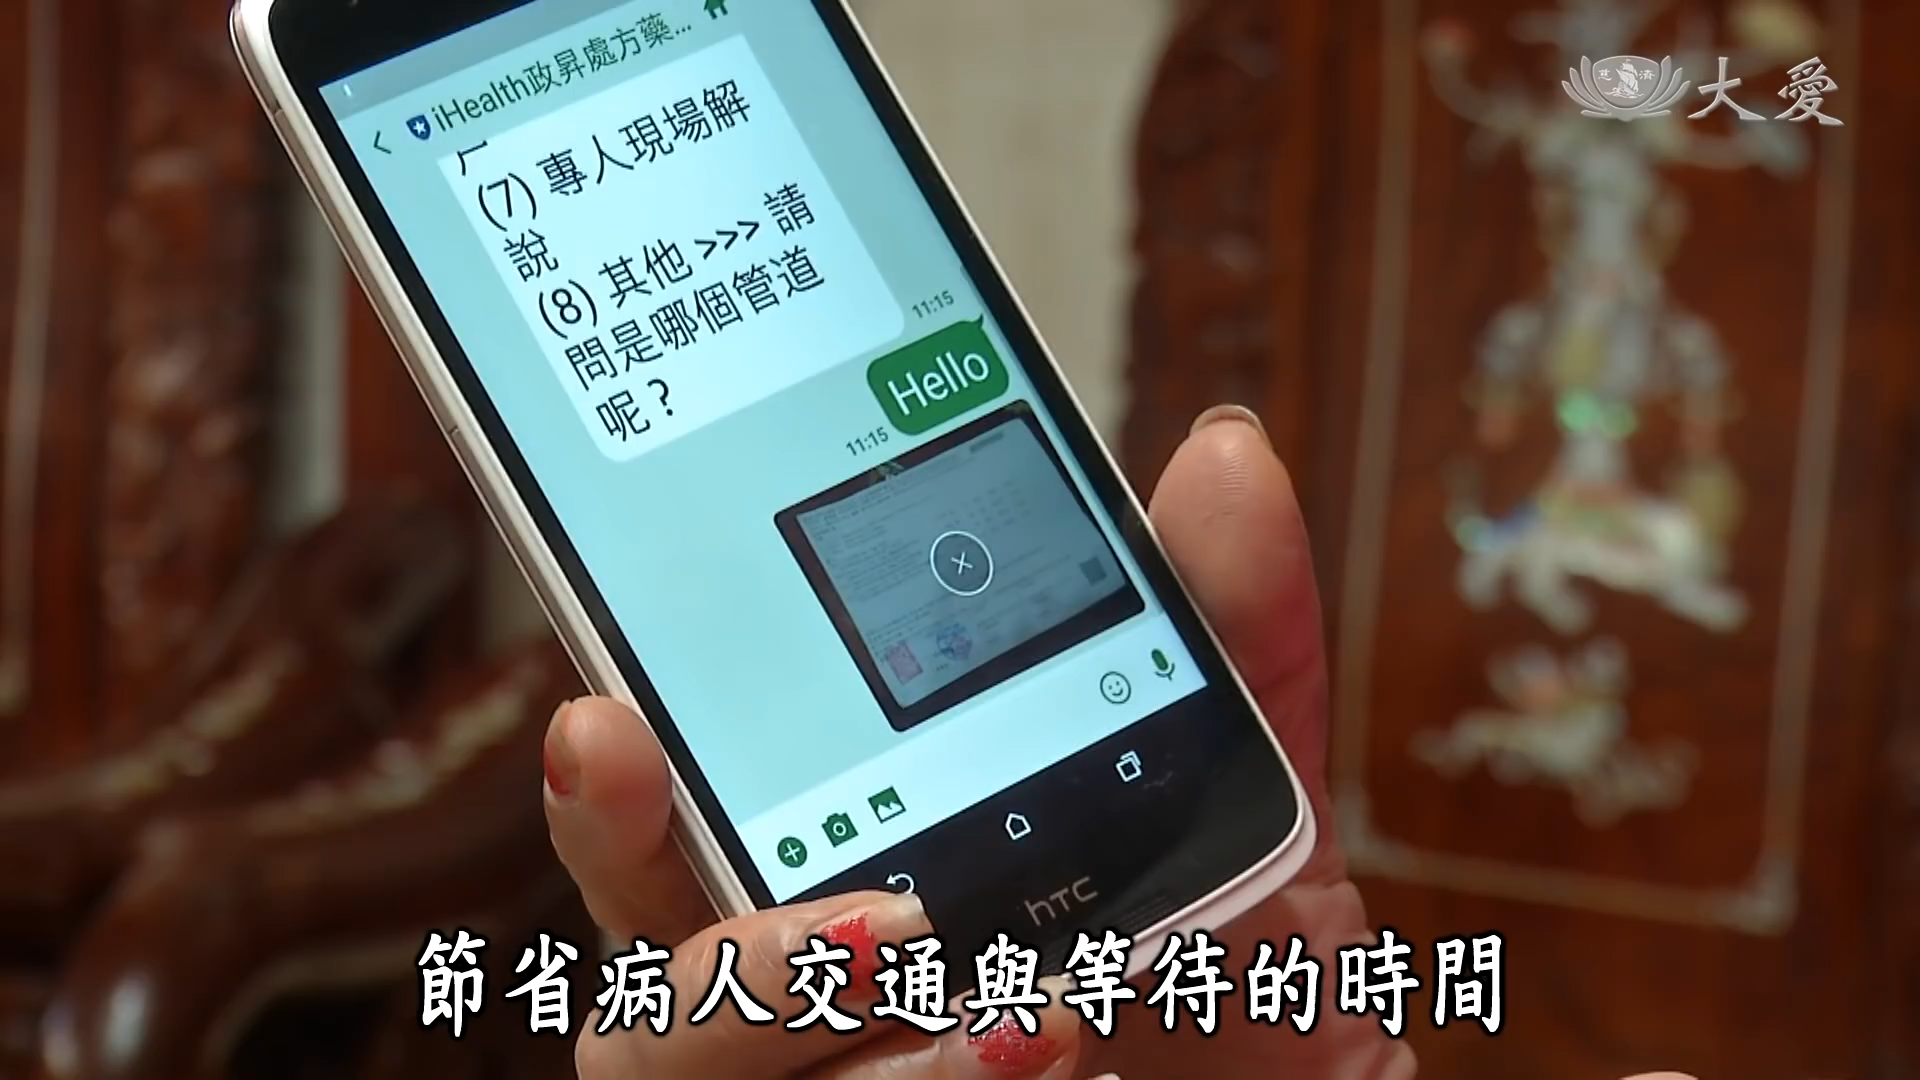 慈濟
大愛
iHealth政昇處方藥...
(7) 專人現場解
說
(8) 其他 >>> 請
問是哪個管道
呢？
11:15
Hello
11:15
hTC
節省病人交通與等待的時間